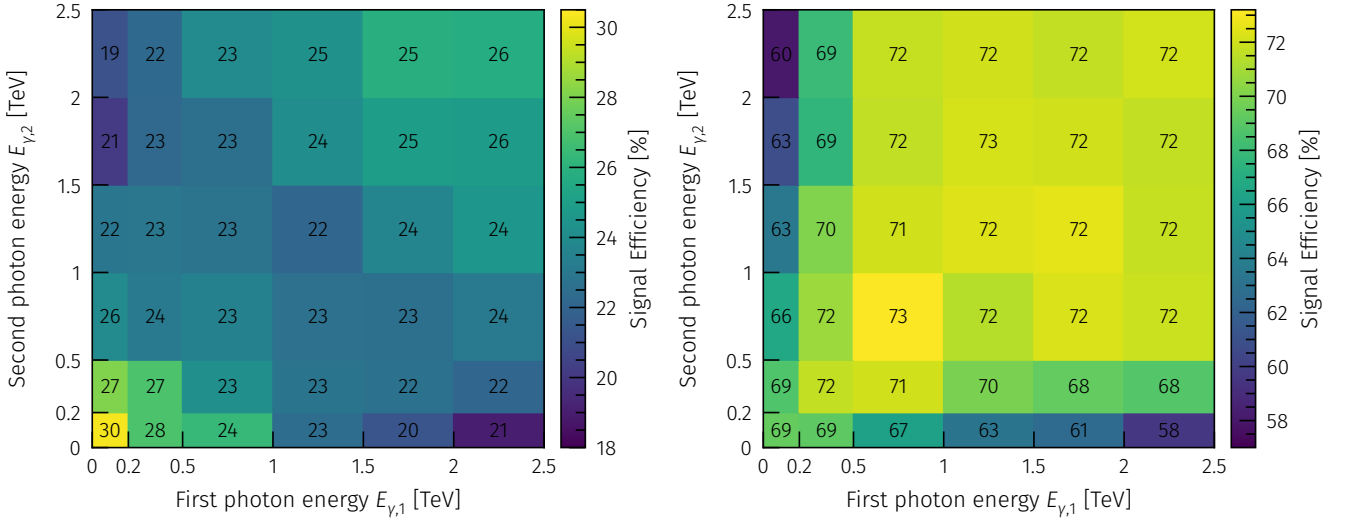 2.5
2
1.5
1
0.5
0.2
0
Second photon energy Eγ,2 [TeV]
19 22 23 25 25 26
21 23 23 24 25 26
22 23 23 22 24 24
26 24 23 23 23 24
27 27 23 23 22 22
30 28 24 23 20 21
0 0.2 0.5 1 1.5 2 2.5
First photon energy Eγ,1 [TeV]
30
28
26
24
22
20
18
Signal Efficiency [%]
2.5
2
1.5
1
0.5
0.2
0
Second photon energy Eγ,2 [TeV]
60 69 72 72 72 72
63 69 72 73 72 72
63 70 71 72 72 72
66 72 73 72 72 72
69 72 71 70 68 68
69 69 67 63 61 58
0 0.2 0.5 1 1.5 2 2.5
First photon energy Eγ,1 [TeV]
72
70
68
66
64
62
60
58
Signal Efficiency [%]